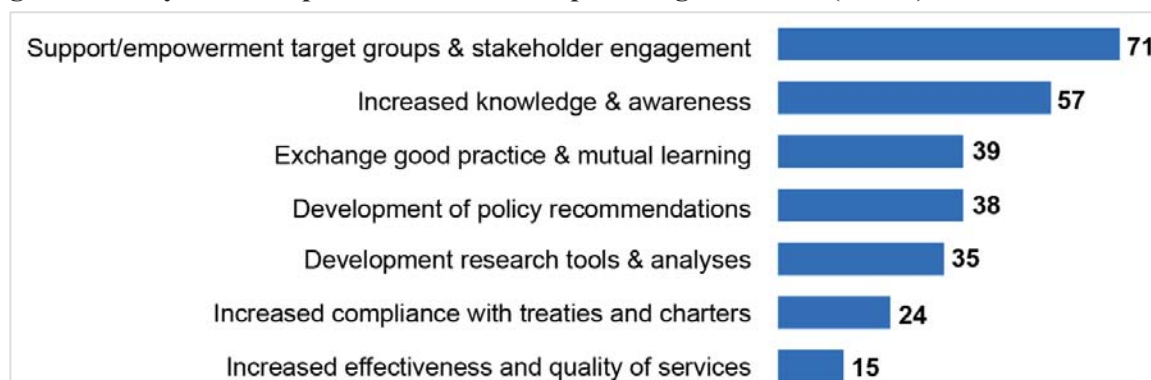 Support/empowerment target groups & stakeholder engagement 71
Increased knowledge & awareness 57
Exchange good practice & mutual learning 39
Development of policy recommendations 38
Development research tools & analyses 35
Increased compliance with treaties and charters 24
Increased effectiveness and quality of services 15